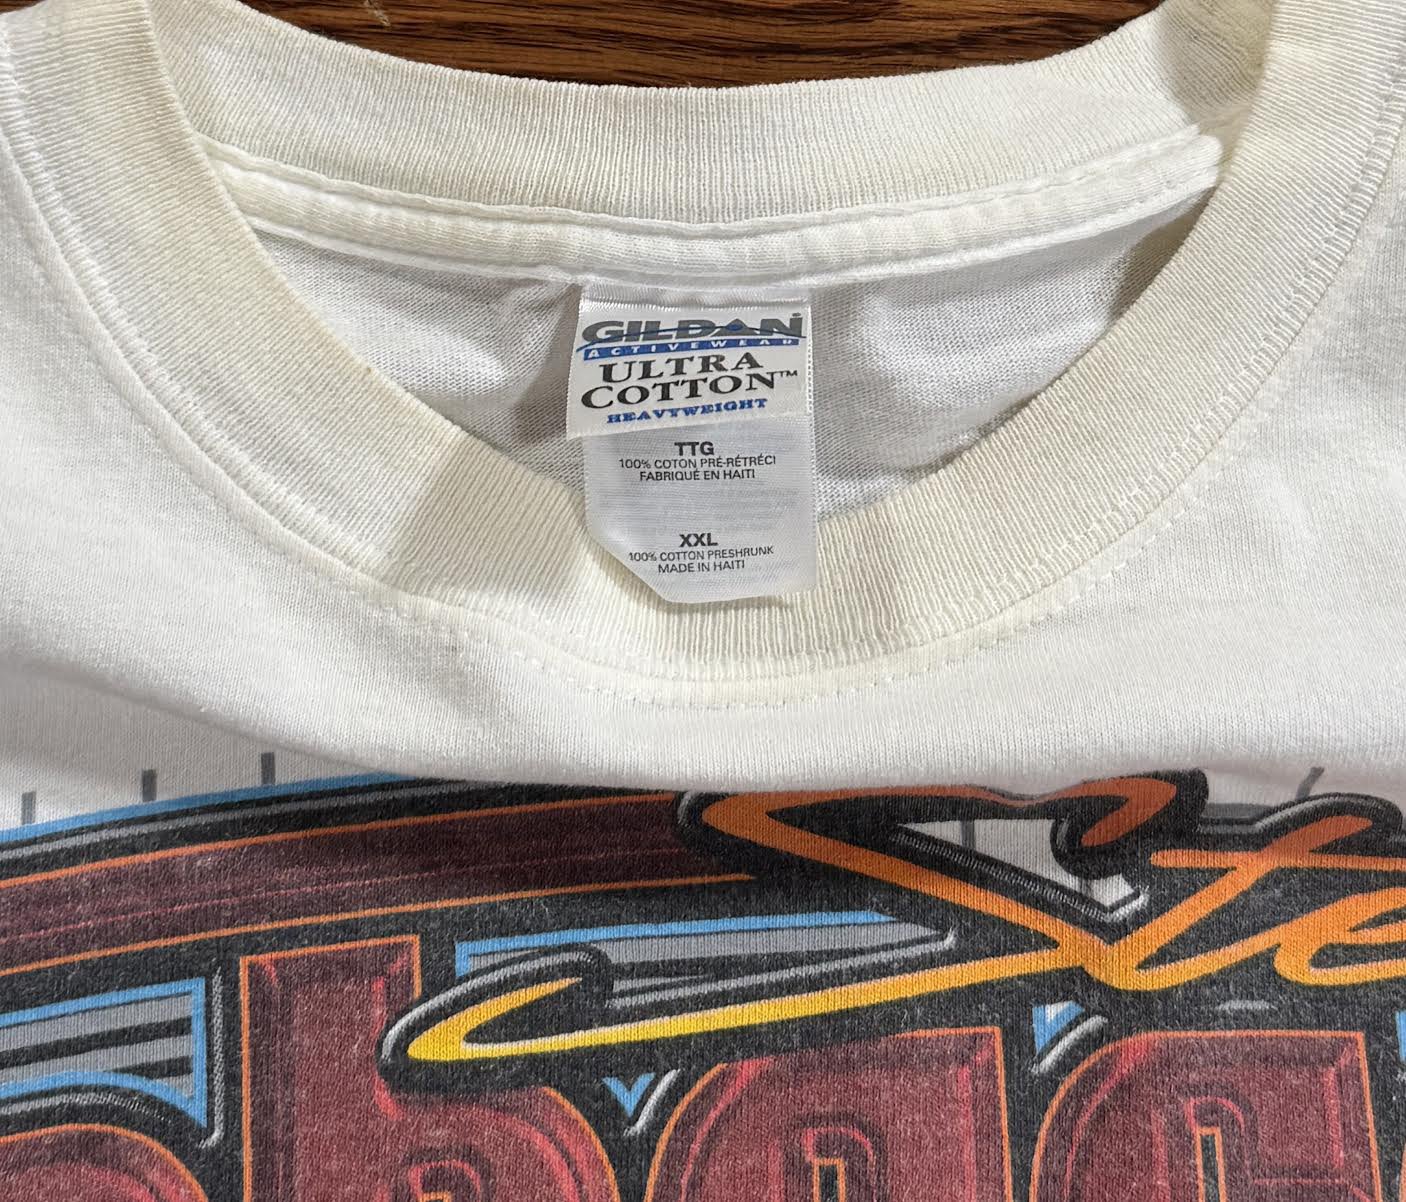 GILDAN
ACTIVEWEAR
ULTRA
COTTON™
HEAVYWEIGHT
TTG
100% COTON PRÉ-RÉTRÉCI
FABRIQUÉ EN HAITI
XXL
100% COTTON PRESHRUNK
MADE IN HAITI
Ste